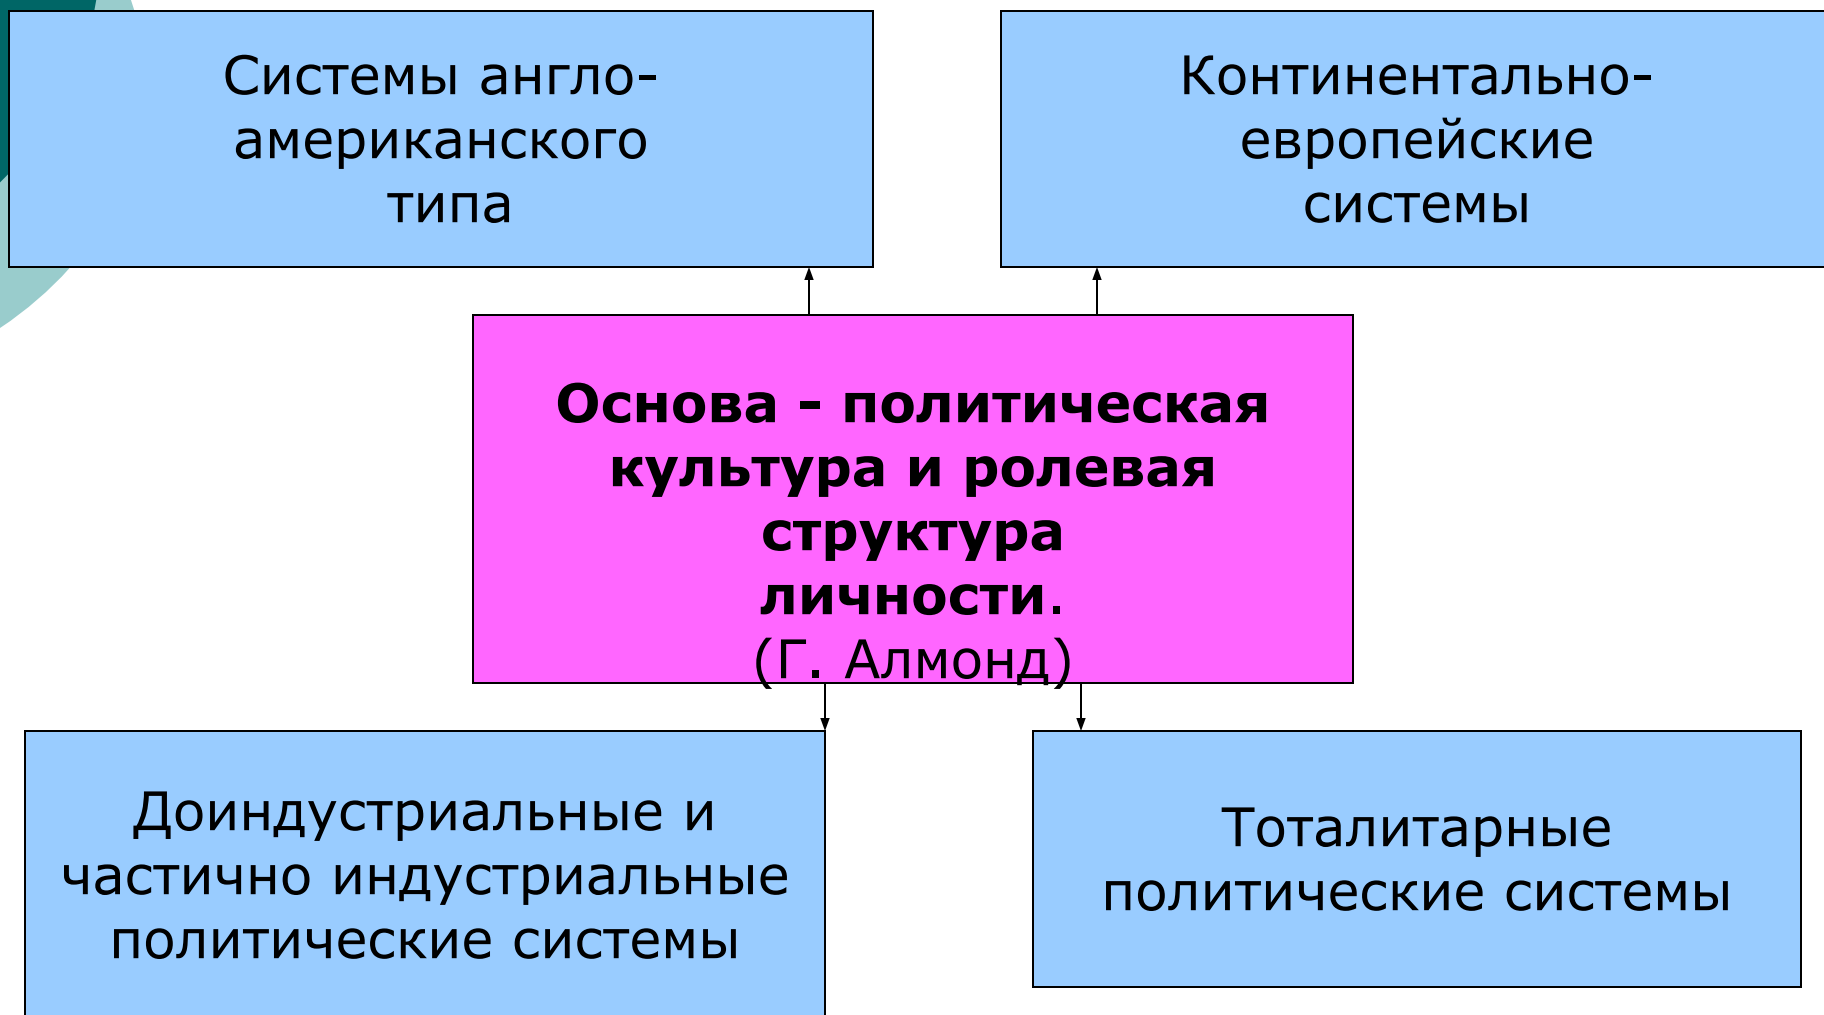 Системы англо-
американского
типа
Континентально-
европейские
системы
Основа - политическая
культура и ролевая
структура
личности.
(Г. Алмонд)
Доиндустриальные и
частично индустриальные
политические системы
Тоталитарные
политические системы